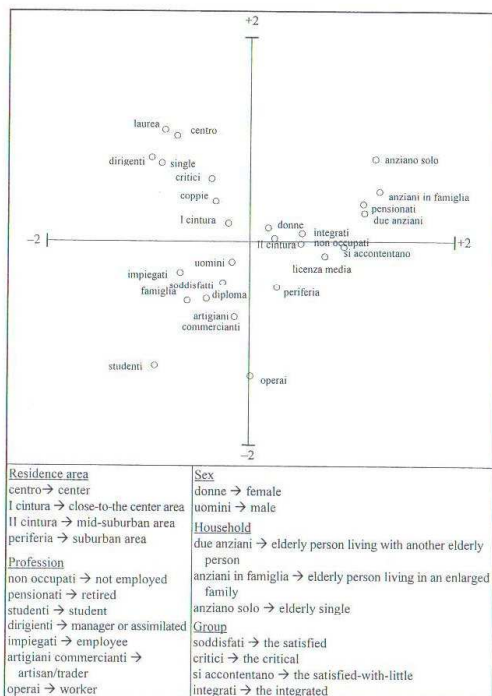 +2
laurea
centro
dirigenti
single
anziano solo
critici
coppie
anziani in famiglia
pensionati
due anziani
I cintura
donne
integrati
−2
II cintura
non occupati
+2
si accontentano
uomini
licenza media
impiegati
soddisfatti
famiglia
diploma
periferia
artigiani
commercianti
studenti
operai
−2
Residence area
centro→ center
I cintura → close-to-the center area
II cintura → mid-suburban area
periferia → suburban area
Profession
non occupati → not employed
pensionati → retired
studenti → student
dirigienti → manager or assimilated
impiegati → employee
artigiani commercianti →
artisan/trader
operai → worker
Sex
donne → female
uomini → male
Household
due anziani → elderly person living with another elderly
person
anziani in famiglia → elderly person living in an enlarged
family
anziano solo → elderly single
Group
soddisfati → the satisfied
critici → the critical
si accontentano → the satisfied-with-little
integrati → the integrated